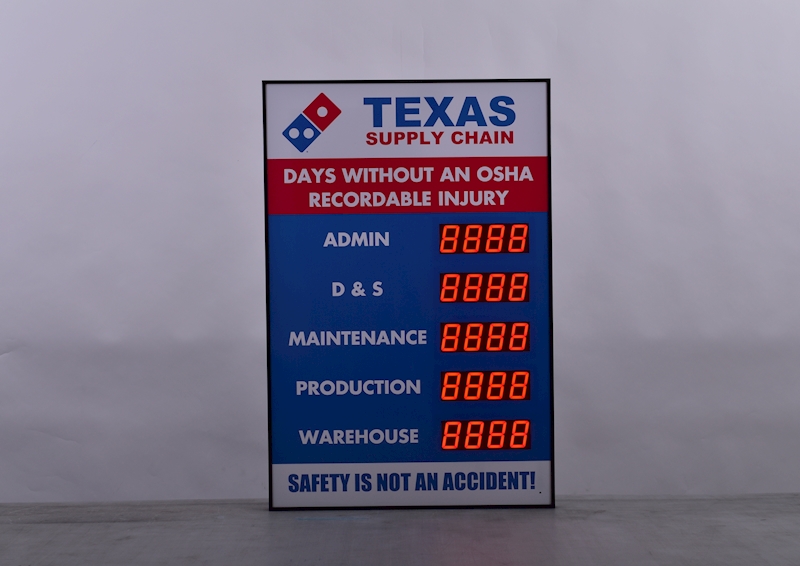 TEXAS
SUPPLY CHAIN
DAYS WITHOUT AN OSHA
RECORDABLE INJURY
ADMIN 8888
D & S 8888
MAINTENANCE 8888
PRODUCTION 8888
WAREHOUSE 8888
SAFETY IS NOT AN ACCIDENT!